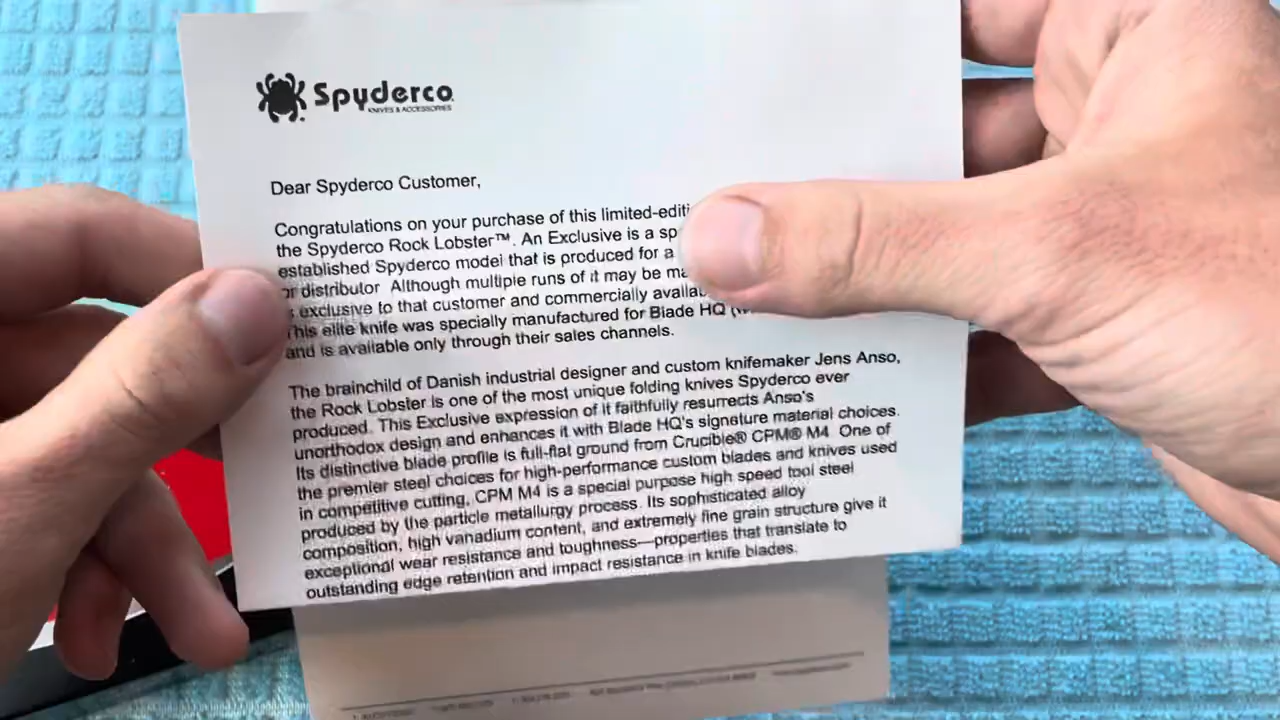 Spyderco
KNIVES & ACCESSORIES
Dear Spyderco Customer,
Congratulations on your purchase of this limited-editi
the Spyderco Rock Lobster™. An Exclusive is a sp
established Spyderco model that is produced for a
or distributor. Although multiple runs of it may be ma
exclusive to that customer and commercially availab
This elite knife was specially manufactured for Blade HQ
and is available only through their sales channels.
The brainchild of Danish industrial designer and custom knifemaker Jens Anso,
the Rock Lobster is one of the most unique folding knives Spyderco ever
produced. This Exclusive expression of it faithfully resurrects Anso's
unorthodox design and enhances it with Blade HQ's signature material choices.
Its distinctive blade profile is full-flat ground from Crucible® CPM® M4. One of
the premier steel choices for high-performance custom blades and knives used
in competitive cutting, CPM M4 is a special purpose high speed tool steel
produced by the particle metallurgy process. Its sophisticated alloy
composition, high vanadium content, and extremely fine grain structure give it
exceptional wear resistance and toughness—properties that translate to
outstanding edge retention and impact resistance in knife blades.